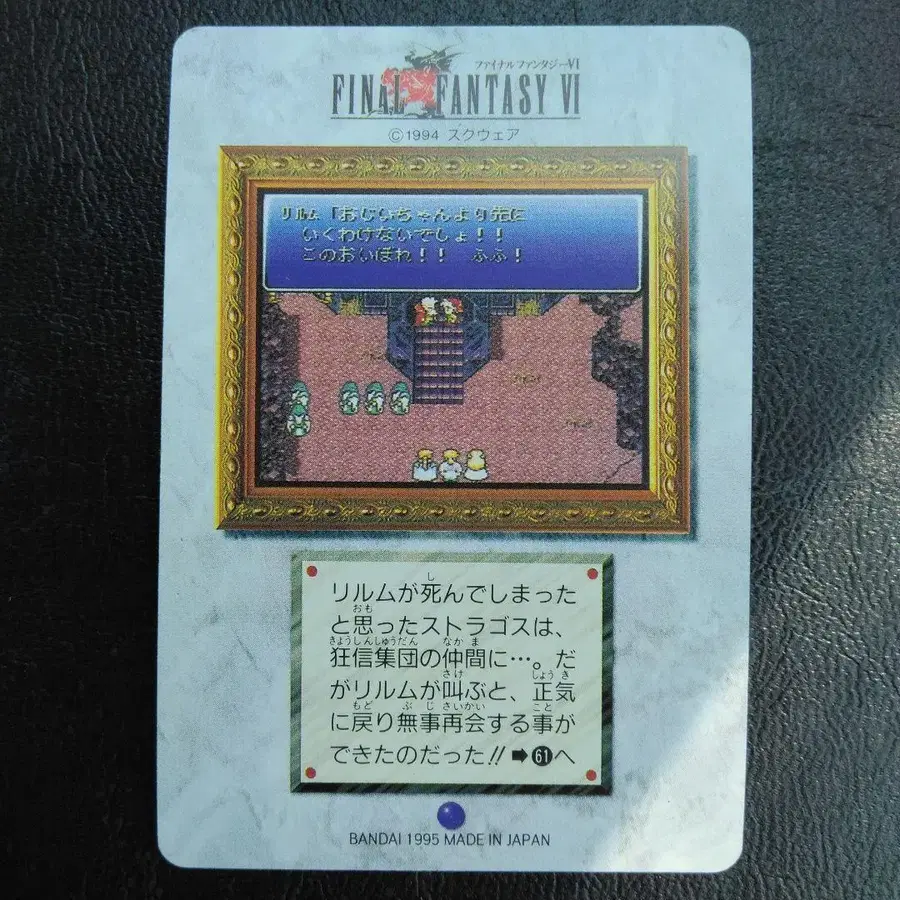 ファイナルファンタジーVI
FINAL FANTASY VI
©1994 スクウェア
リルム「おじいちゃんより先に
いくわけないでしょ！！
このおいぼれ！！　ふふ！
リルムが死んでしまった
と思ったストラゴスは、
狂信集団の仲間に…。だ
がリルムが叫ぶと、正気
に戻り無事再会する事が
できたのだった!! ➡61へ
BANDAI 1995 MADE IN JAPAN